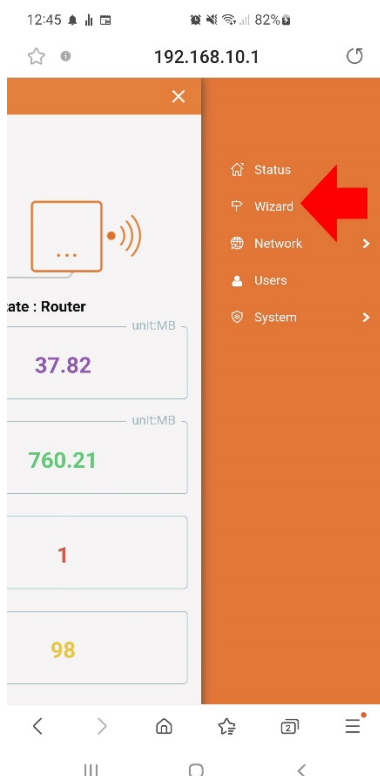 12:45
82%
192.168.10.1
Status
Wizard
Network
Users
System
ate : Router
unit:MB
37.82
unit:MB
760.21
1
98
2